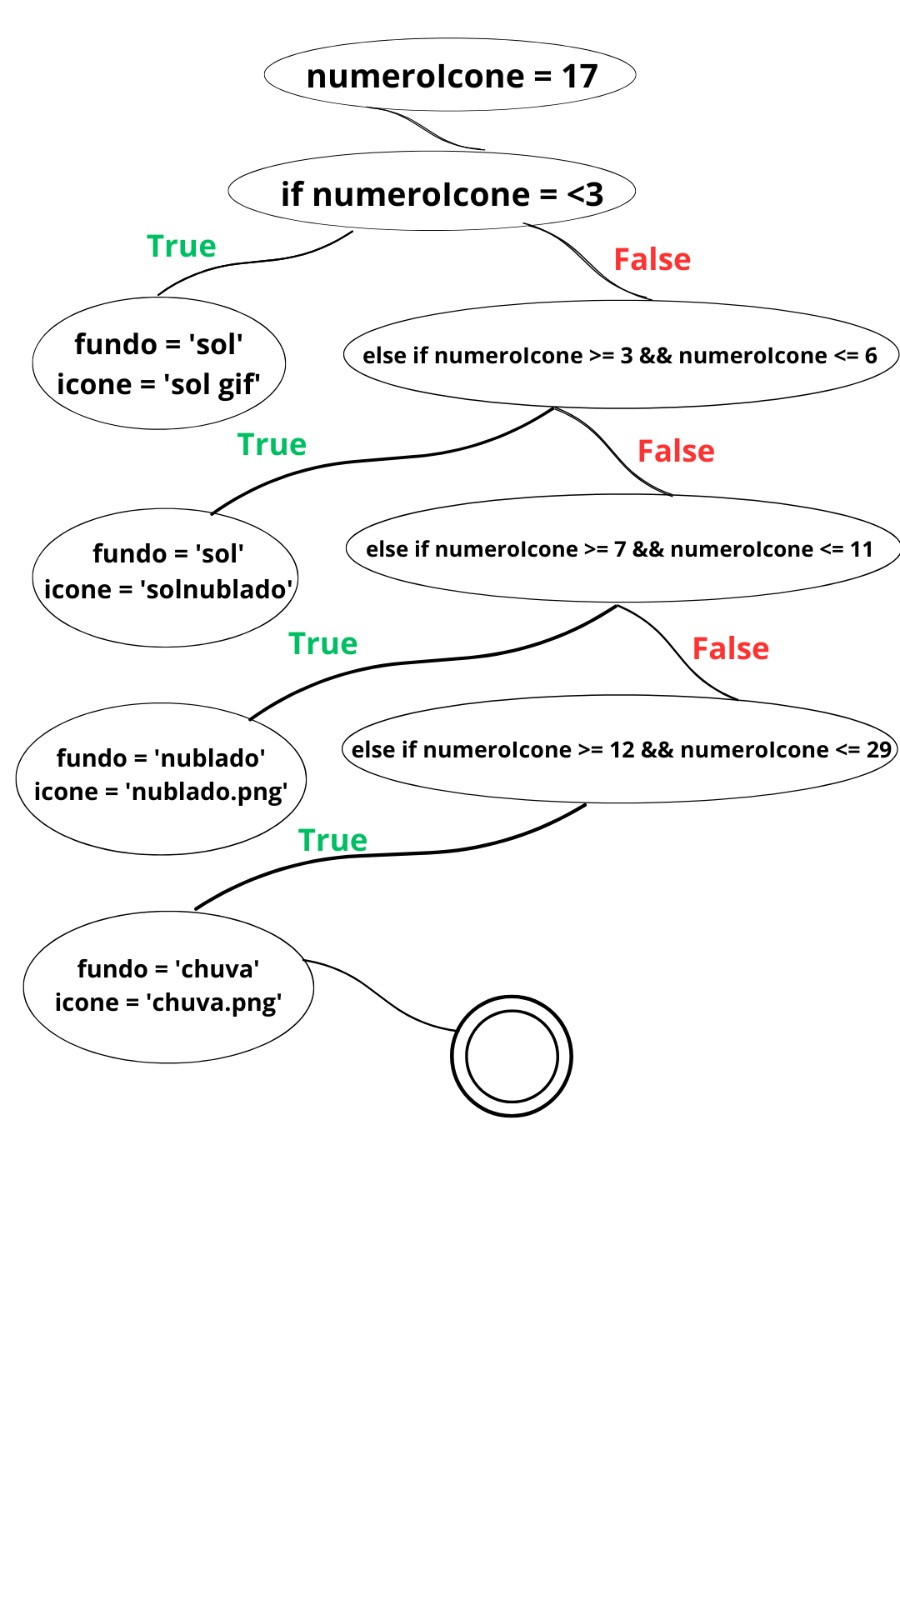 numeroIcone = 17
if numeroIcone = <3
True
False
fundo = 'sol'
icone = 'sol gif'
else if numeroIcone >= 3 && numeroIcone <= 6
True
False
fundo = 'sol'
icone = 'solnublado'
else if numeroIcone >= 7 && numeroIcone <= 11
True
False
fundo = 'nublado'
icone = 'nublado.png'
else if numeroIcone >= 12 && numeroIcone <= 29
True
fundo = 'chuva'
icone = 'chuva.png'